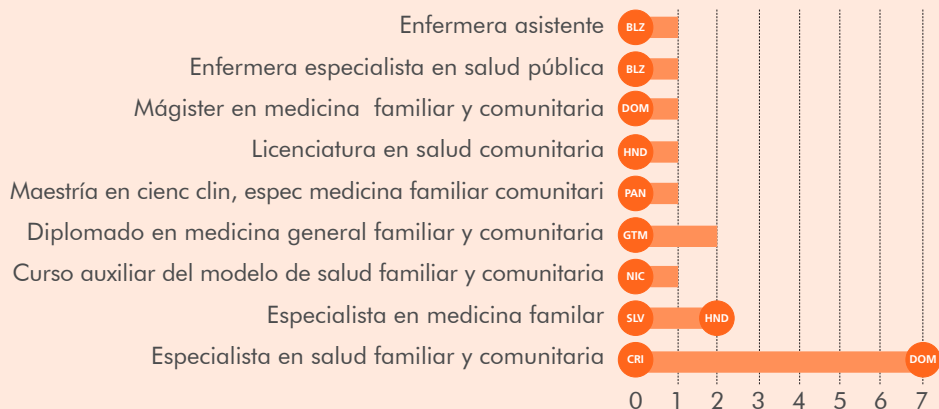 Enfermera asistente BLZ
Enfermera especialista en salud pública BLZ
Mágister en medicina familiar y comunitaria DOM
Licenciatura en salud comunitaria HND
Maestría en cienc clin, espec medicina familiar comunitari PAN
Diplomado en medicina general familiar y comunitaria GTM
Curso auxiliar del modelo de salud familiar y comunitaria NIC
Especialista en medicina familar SLV HND
Especialista en salud familiar y comunitaria CRI DOM
0 1 2 3 4 5 6 7